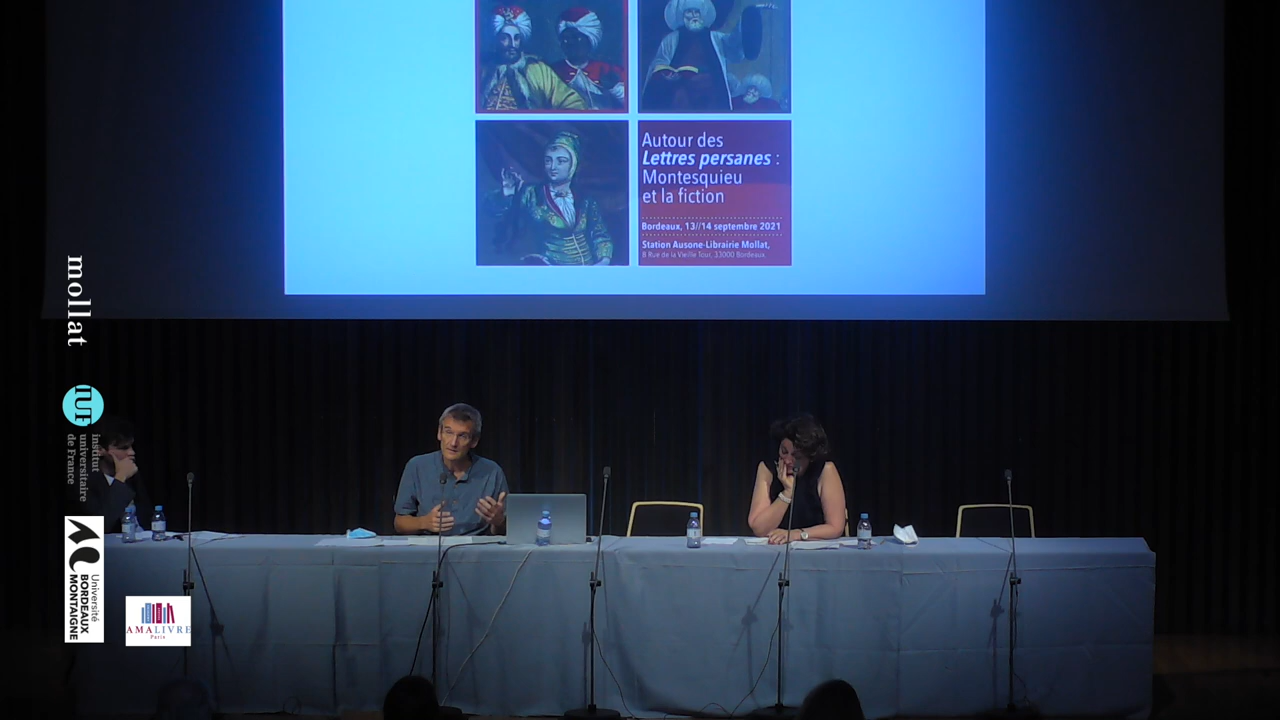 Autour des
Lettres persanes :
Montesquieu
et la fiction
Bordeaux, 13//14 septembre 2021
Station Ausone-Librairie Mollat,
8 Rue de la Vieille Tour, 33000 Bordeaux
mollat
IUF
institut
universitaire
de France
Université
BORDEAUX
MONTAIGNE
AMALIVRE
Paris